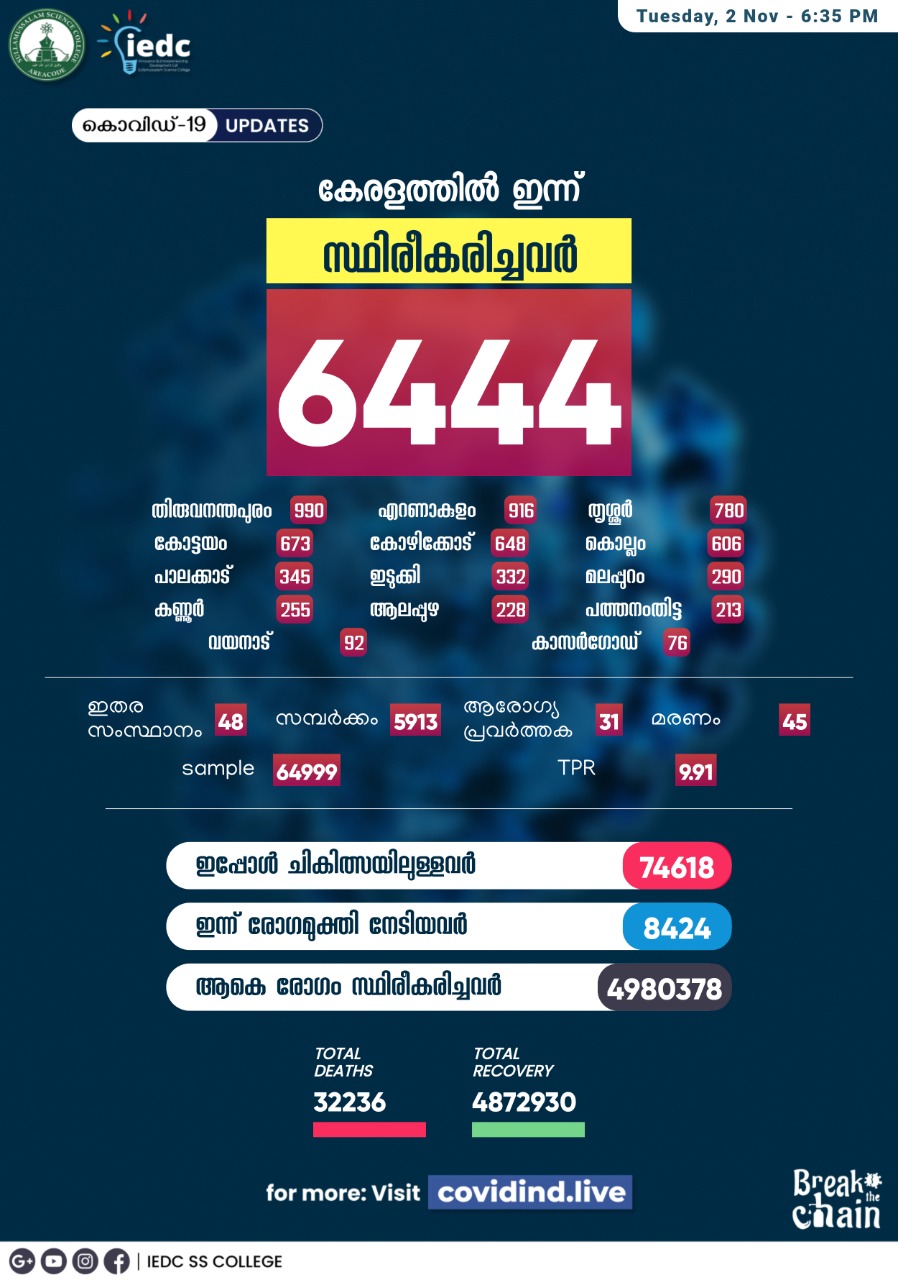 Tuesday, 2 Nov - 6:35 PM
SULLAMUSSALAM SCIENCE COLLEGE
AREACODE
iedc
കൊവിഡ്-19 UPDATES
കേരളത്തിൽ ഇന്ന്
സ്ഥിരീകരിച്ചവർ
6444
തിരുവനന്തപുരം 990 എറണാകുളം 916 തൃശ്ശൂർ 780
കോട്ടയം 673 കോഴിക്കോട് 648 കൊല്ലം 606
പാലക്കാട് 345 ഇടുക്കി 332 മലപ്പുറം 290
കണ്ണൂർ 255 ആലപ്പുഴ 228 പത്തനംതിട്ട 213
വയനാട് 92 കാസർഗോഡ് 76
ഇതര
സംസ്ഥാനം 48 സമ്പർക്കം 5913 ആരോഗ്യ
പ്രവർത്തക 31 മരണം 45
sample 64999 TPR 9.91
ഇപ്പോൾ ചികിത്സയിലുള്ളവർ 74618
ഇന്ന് രോഗമുക്തി നേടിയവർ 8424
ആകെ രോഗം സ്ഥിരീകരിച്ചവർ 4980378
TOTAL
DEATHS
32236
TOTAL
RECOVERY
4872930
for more: Visit covidind.live
Break
the
chain
IEDC SS COLLEGE